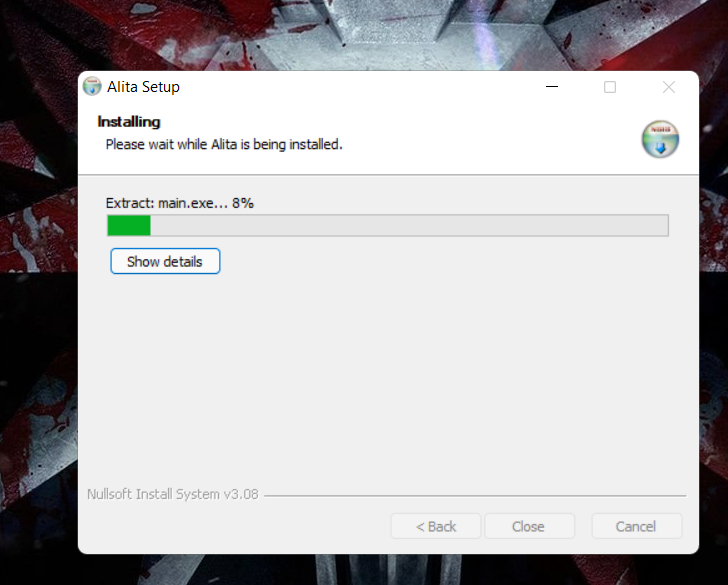 Alita Setup
Installing
Please wait while Alita is being installed.
Extract: main.exe... 8%
Show details
Nullsoft Install System v3.08
< Back
Close
Cancel